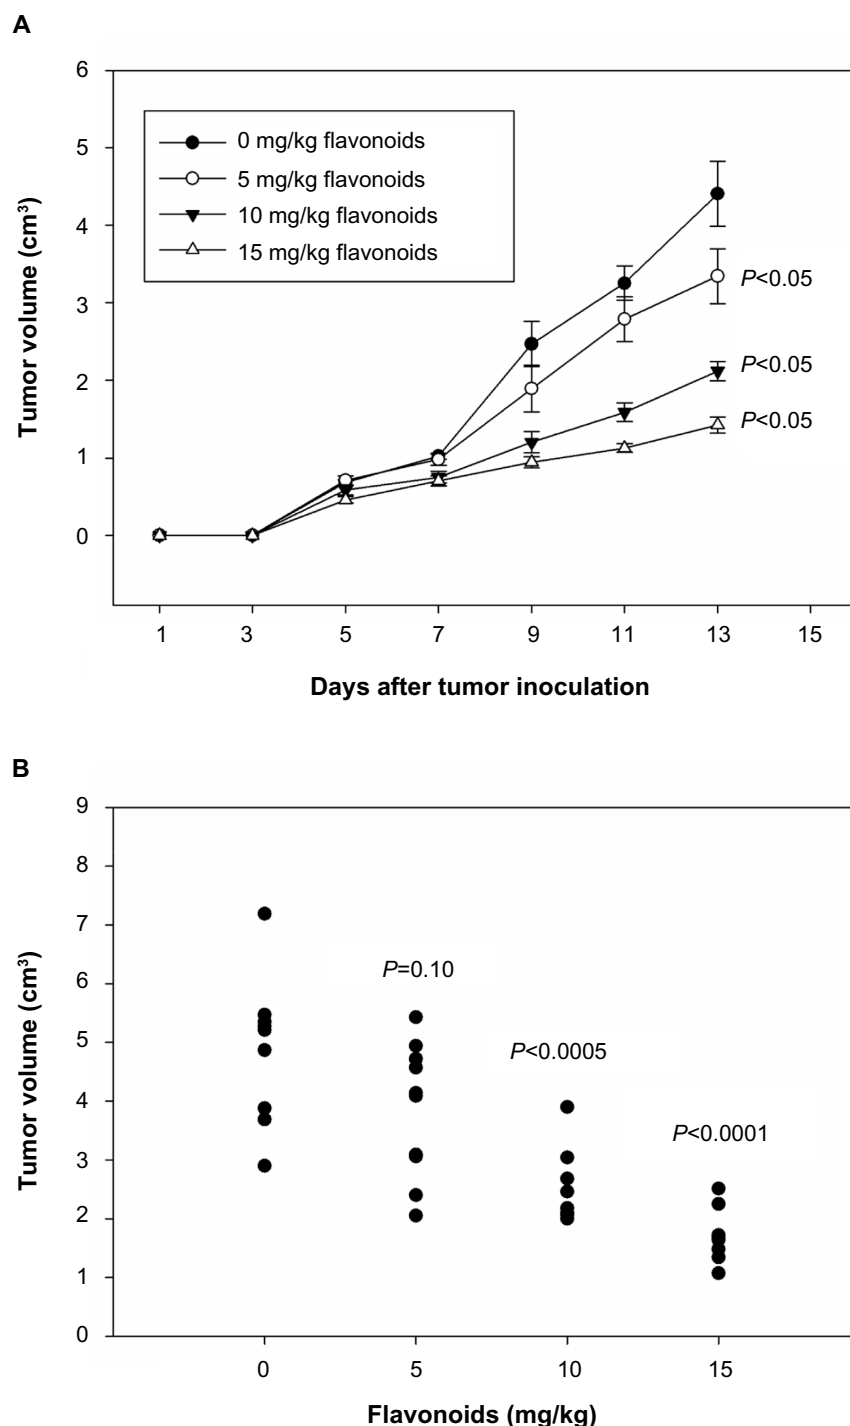 A
6
5
4
3
2
1
0
Tumor volume (cm³)
0 mg/kg flavonoids
5 mg/kg flavonoids
10 mg/kg flavonoids
15 mg/kg flavonoids
P<0.05
P<0.05
P<0.05
1 3 5 7 9 11 13 15
Days after tumor inoculation
B
9
8
7
6
5
4
3
2
1
0
Tumor volume (cm³)
P=0.10
P<0.0005
P<0.0001
0 5 10 15
Flavonoids (mg/kg)